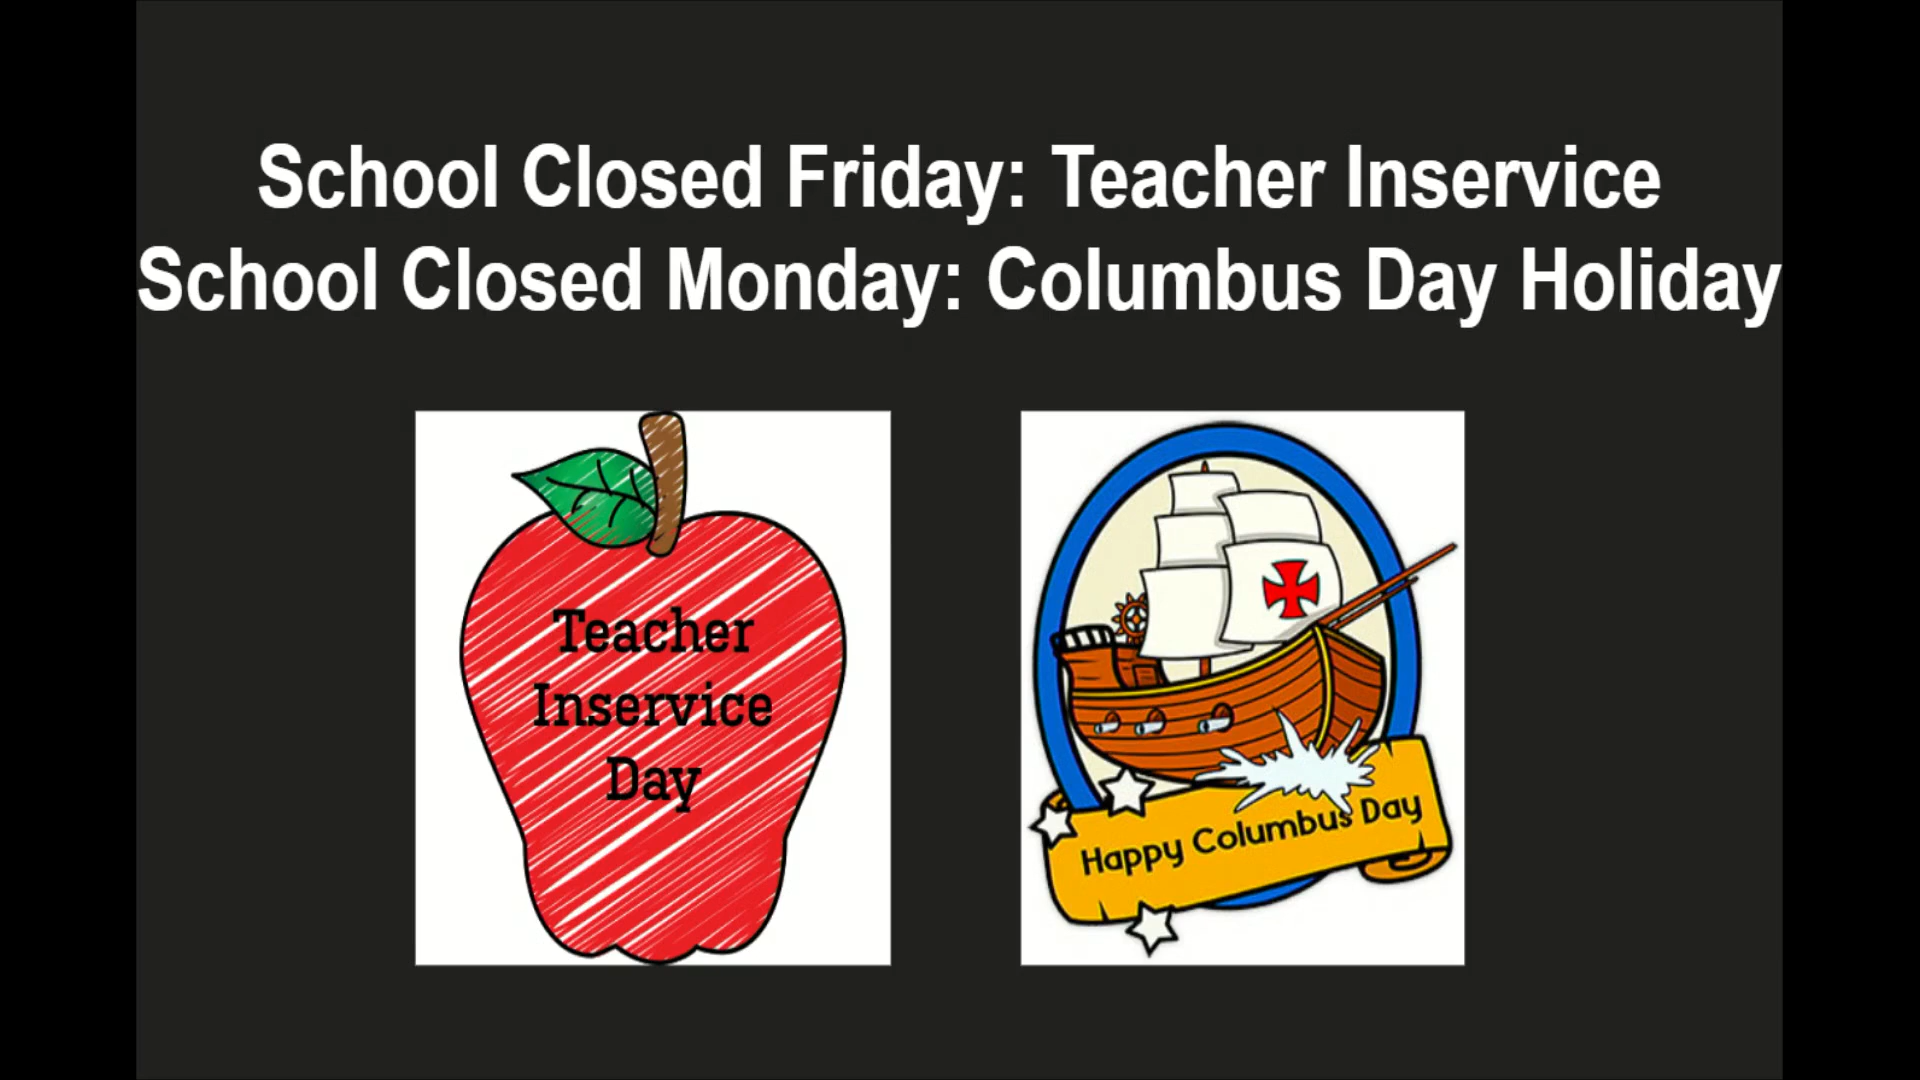 School Closed Friday: Teacher Inservice
School Closed Monday: Columbus Day Holiday
Teacher
Inservice
Day
Happy Columbus Day